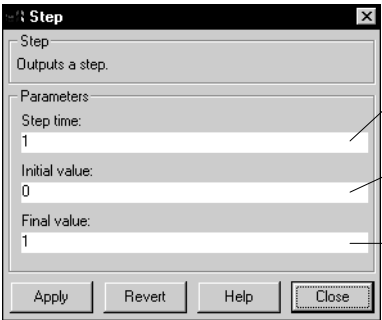 Step
Step
Outputs a step.
Parameters
Step time:
1
Initial value:
0
Final value:
1
Apply Revert Help Close